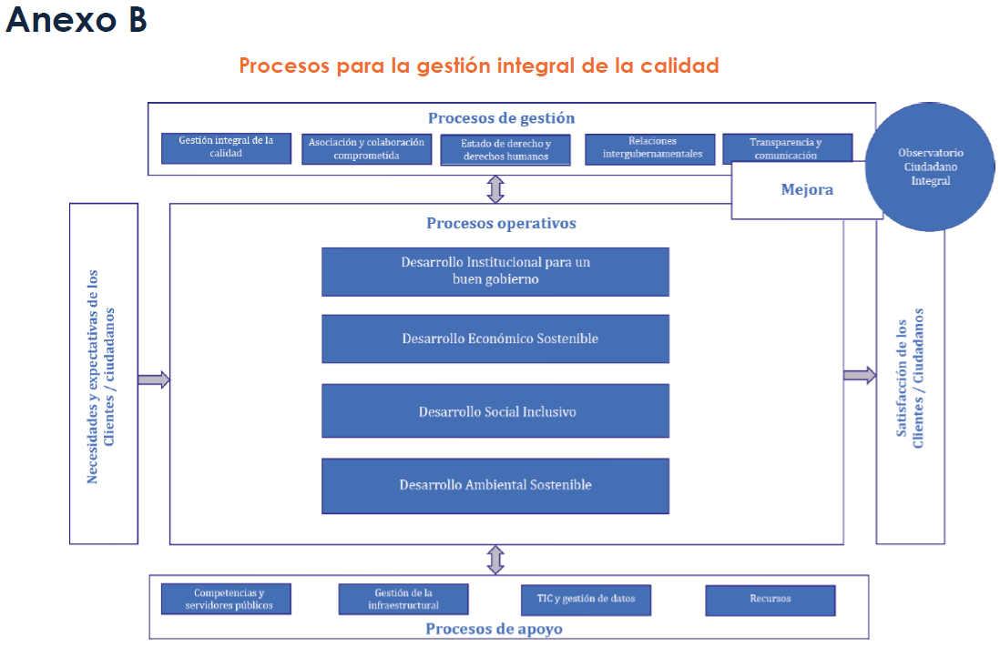 Anexo B
Procesos para la gestión integral de la calidad
Procesos de gestión
Gestión integral de la
calidad
Asociación y colaboración
comprometida
Estado de derecho y
derechos humanos
Relaciones
intergubernamentales
Transparencia y
comunicación
Observatorio
Ciudadano
Integral
Mejora
Necesidades y expectativas de los
Clientes / ciudadanos
Procesos operativos
Desarrollo Institucional para un
buen gobierno
Desarrollo Económico Sostenible
Desarrollo Social Inclusivo
Desarrollo Ambiental Sostenible
Satisfacción de los
Clientes / Ciudadanos
Competencias y
servidores públicos
Gestión de la
infraestructural
TIC y gestión de datos
Recursos
Procesos de apoyo